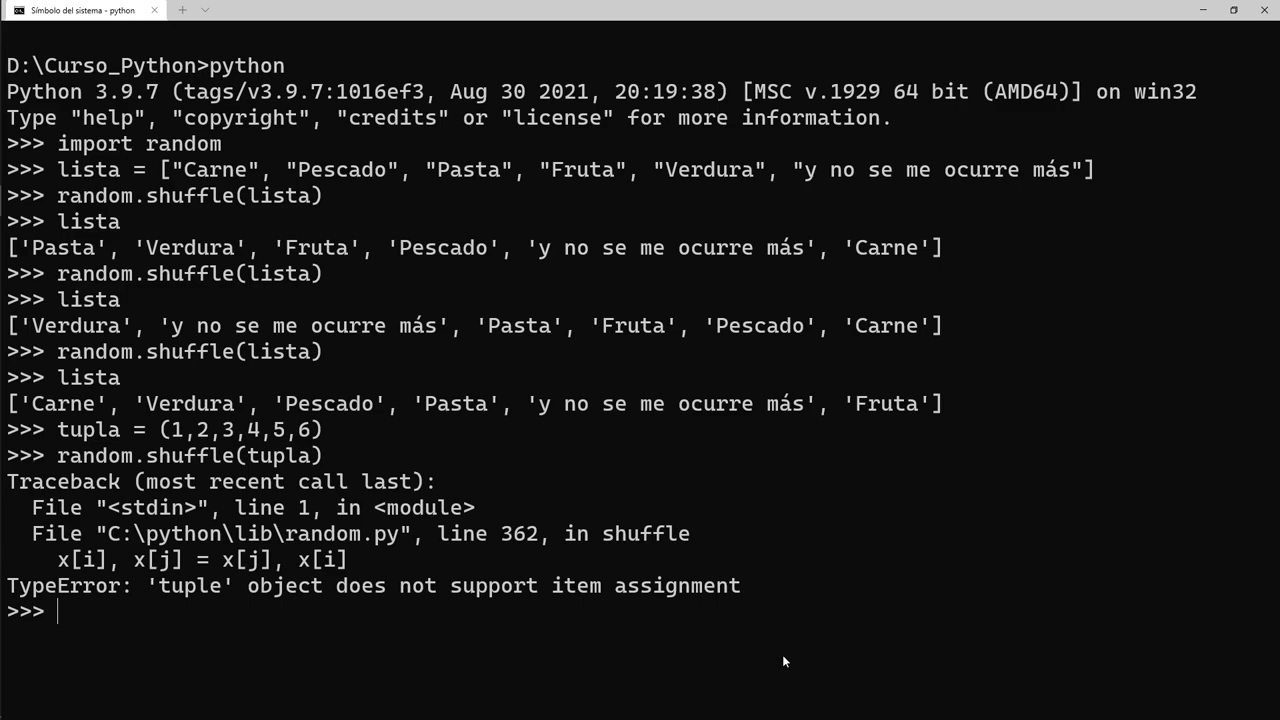 Símbolo del sistema - python
D:\Curso_Python>python
Python 3.9.7 (tags/v3.9.7:1016ef3, Aug 30 2021, 20:19:38) [MSC v.1929 64 bit (AMD64)] on win32
Type "help", "copyright", "credits" or "license" for more information.
>>> import random
>>> lista = ["Carne", "Pescado", "Pasta", "Fruta", "Verdura", "y no se me ocurre más"]
>>> random.shuffle(lista)
>>> lista
['Pasta', 'Verdura', 'Fruta', 'Pescado', 'y no se me ocurre más', 'Carne']
>>> random.shuffle(lista)
>>> lista
['Verdura', 'y no se me ocurre más', 'Pasta', 'Fruta', 'Pescado', 'Carne']
>>> random.shuffle(lista)
>>> lista
['Carne', 'Verdura', 'Pescado', 'Pasta', 'y no se me ocurre más', 'Fruta']
>>> tupla = (1,2,3,4,5,6)
>>> random.shuffle(tupla)
Traceback (most recent call last):
  File "<stdin>", line 1, in <module>
  File "C:\python\lib\random.py", line 362, in shuffle
    x[i], x[j] = x[j], x[i]
TypeError: 'tuple' object does not support item assignment
>>>